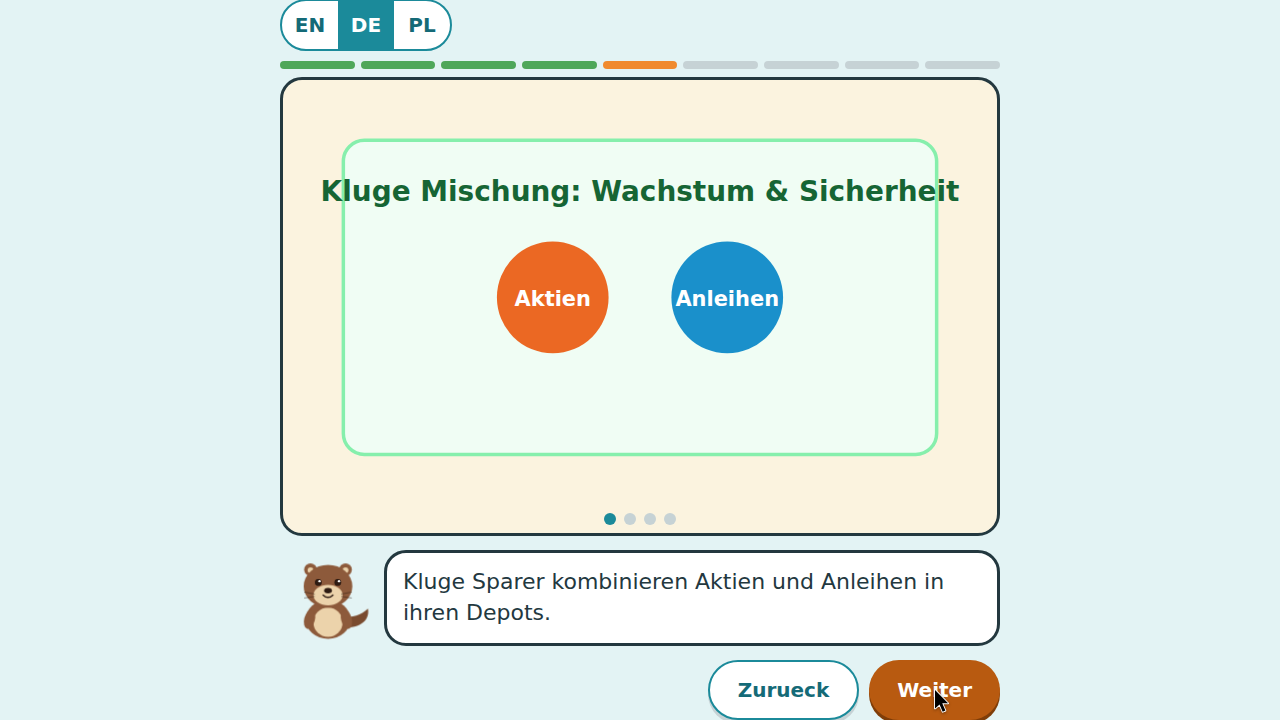 EN DE PL
Kluge Mischung: Wachstum & Sicherheit
Aktien Anleihen
Kluge Sparer kombinieren Aktien und Anleihen in
ihren Depots.
Zurueck Weiter